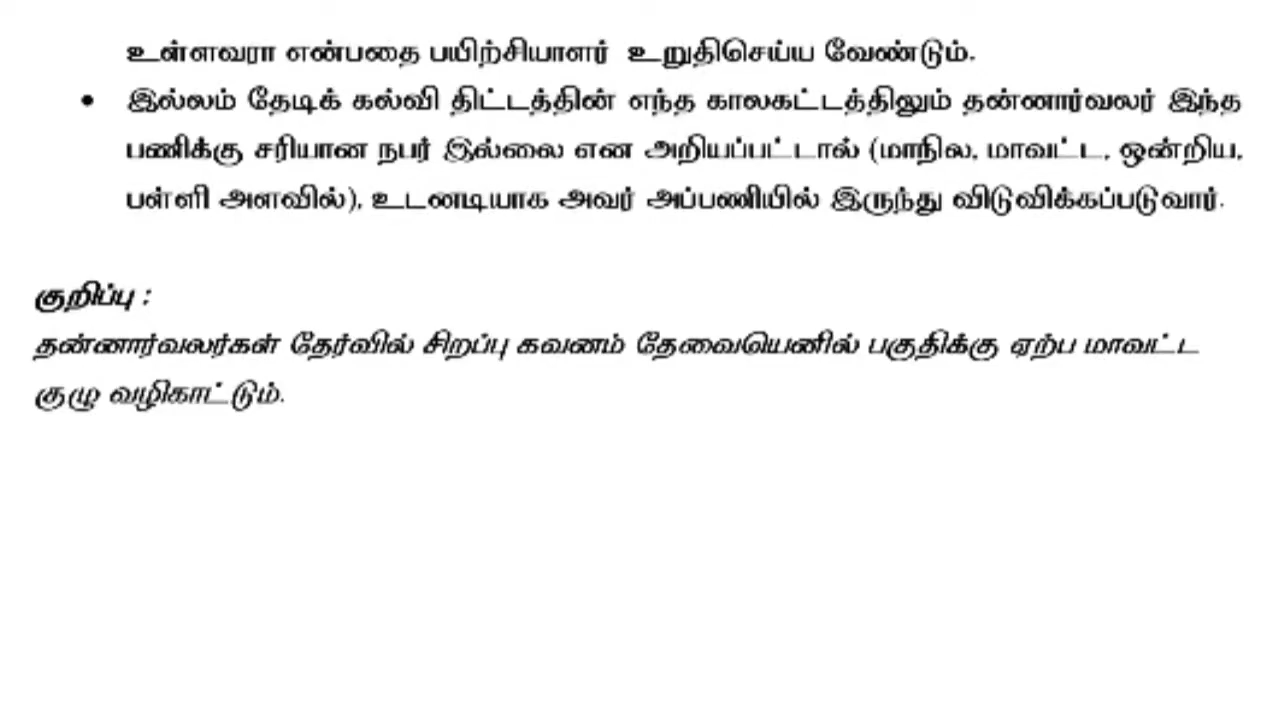 உள்ளவரா என்பதை பயிற்சியாளர் உறுதிசெய்ய வேண்டும்.
• இல்லம் தேடிக் கல்வி திட்டத்தின் எந்த காலகட்டத்திலும் தன்னார்வலர் இந்த
பணிக்கு சரியான நபர் இல்லை என அறியப்பட்டால் (மாநில, மாவட்ட, ஒன்றிய,
பள்ளி அளவில்), உடனடியாக அவர் அப்பணியில் இருந்து விடுவிக்கப்படுவார்.
குறிப்பு :
தன்னார்வலர்கள் தேர்வில் சிறப்பு கவணம் தேவையெனில் பகுதிக்கு ஏற்ப மாவட்ட
குழு வழிகாட்டும்.